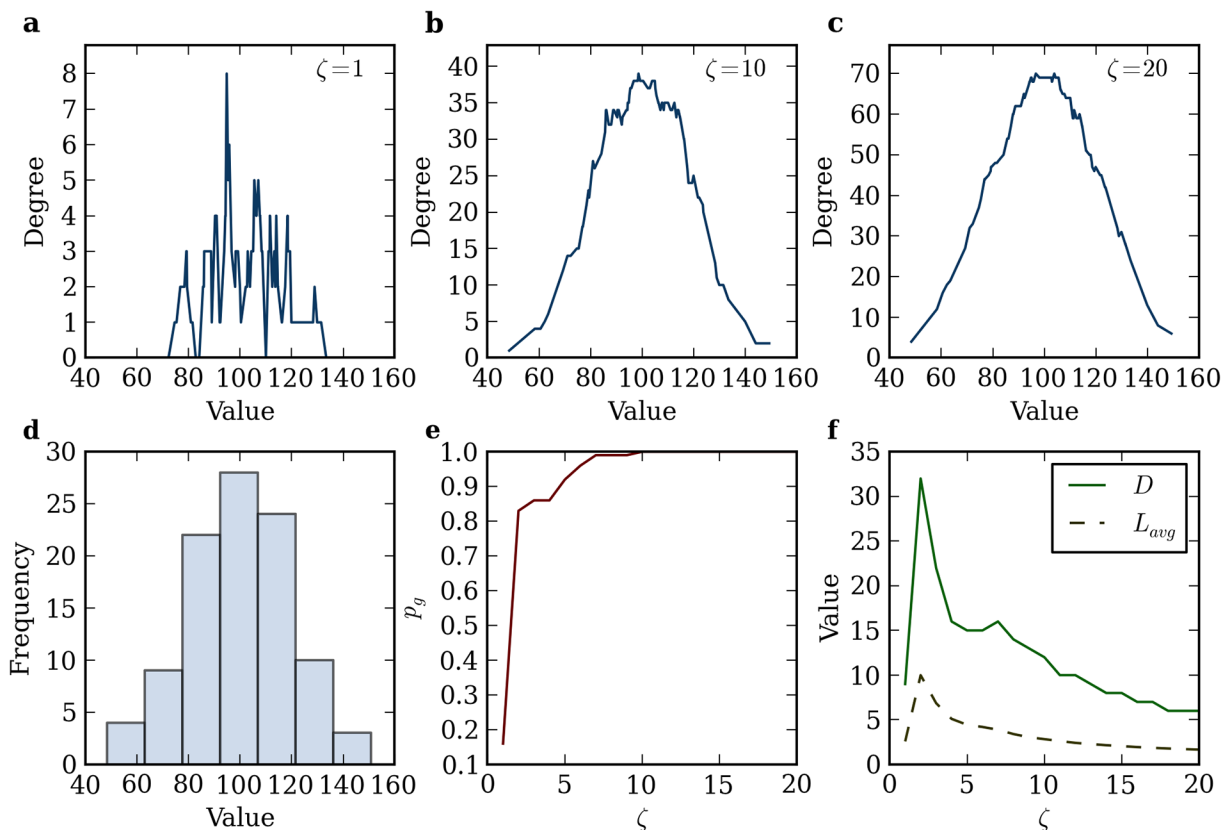 a
ζ=1
8
7
6
5
4
3
2
1
0
Degree
40 60 80 100 120 140 160
Value
b
ζ=10
40
35
30
25
20
15
10
5
0
Degree
40 60 80 100 120 140 160
Value
c
ζ=20
70
60
50
40
30
20
10
0
Degree
40 60 80 100 120 140 160
Value
d
30
25
20
15
10
5
0
Frequency
40 60 80 100 120 140 160
Value
e
1.0
0.9
0.8
0.7
0.6
0.5
0.4
0.3
0.2
0.1
p_g
0 5 10 15 20
ζ
f
35
30
25
20
15
10
5
0
Value
D
L_avg
0 5 10 15 20
ζ